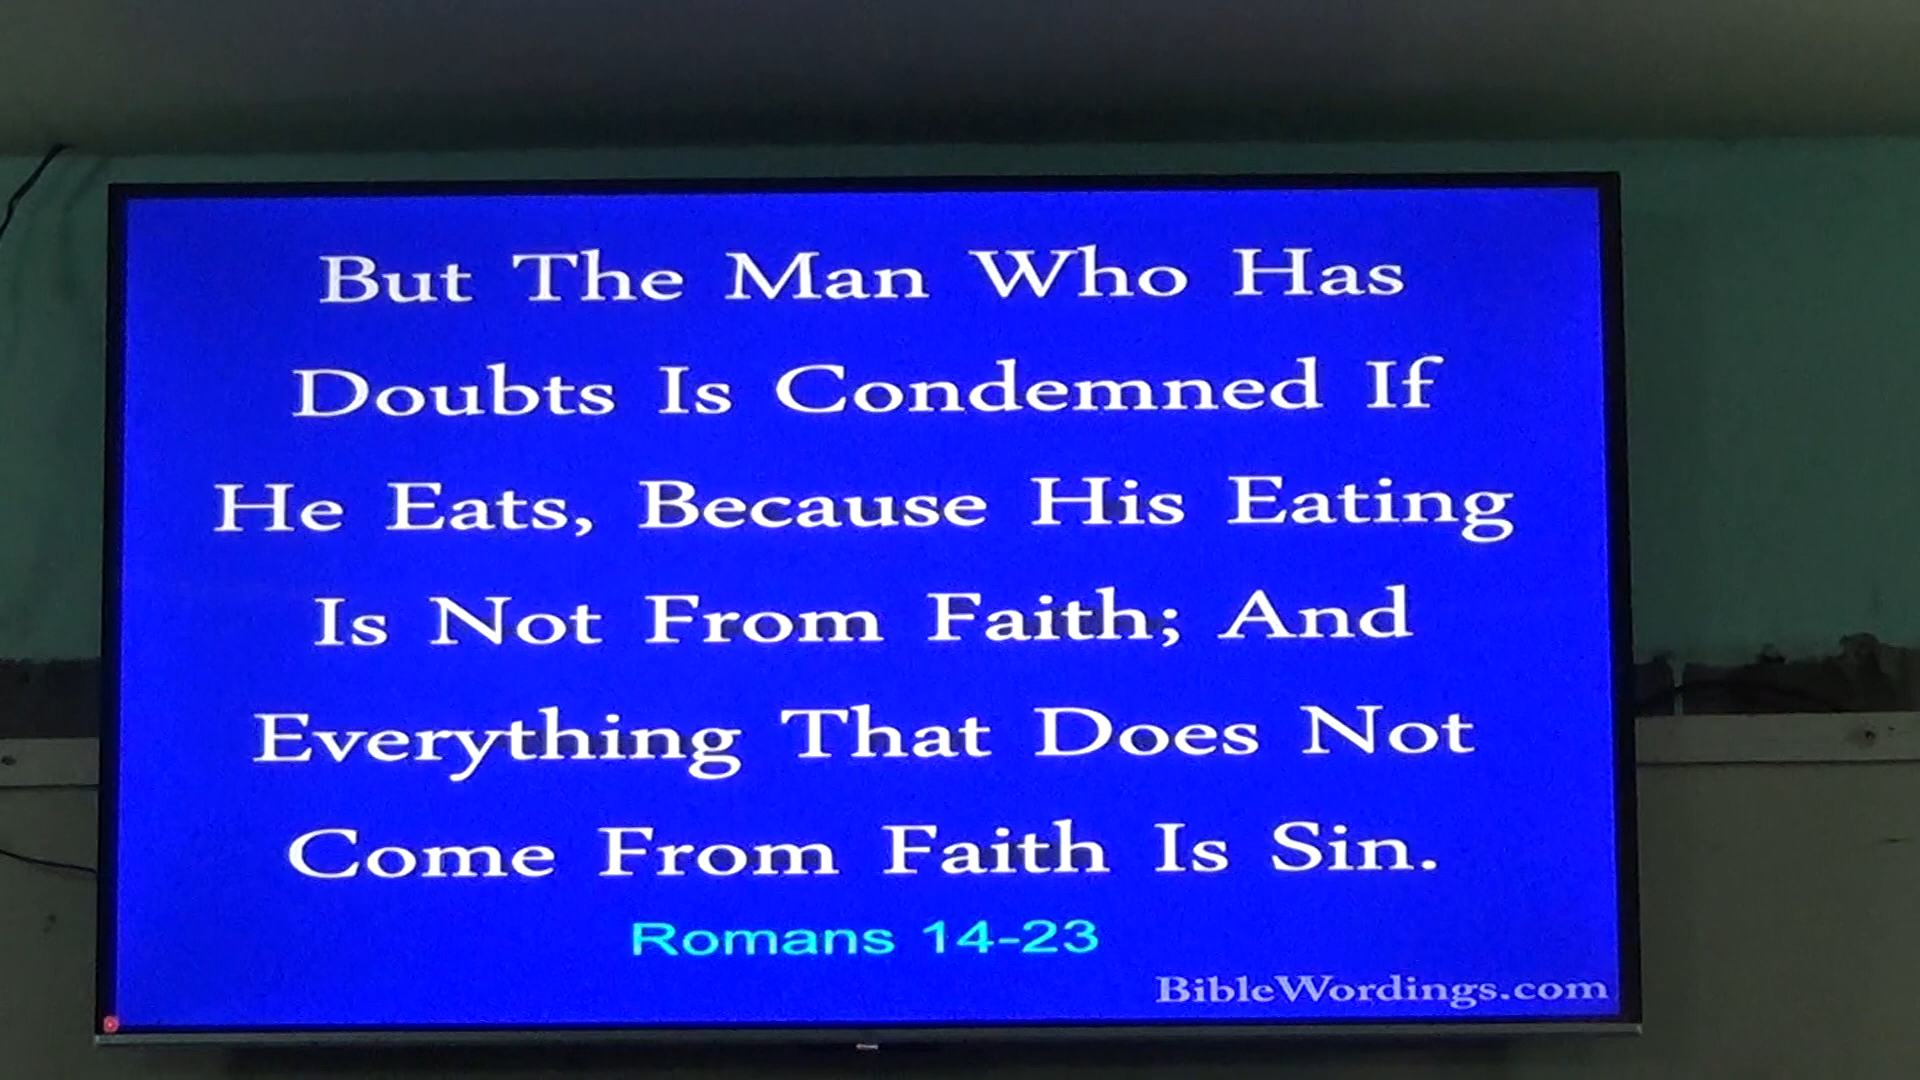 But The Man Who Has
Doubts Is Condemned If
He Eats, Because His Eating
Is Not From Faith; And
Everything That Does Not
Come From Faith Is Sin.
Romans 14-23
BibleWordings.com